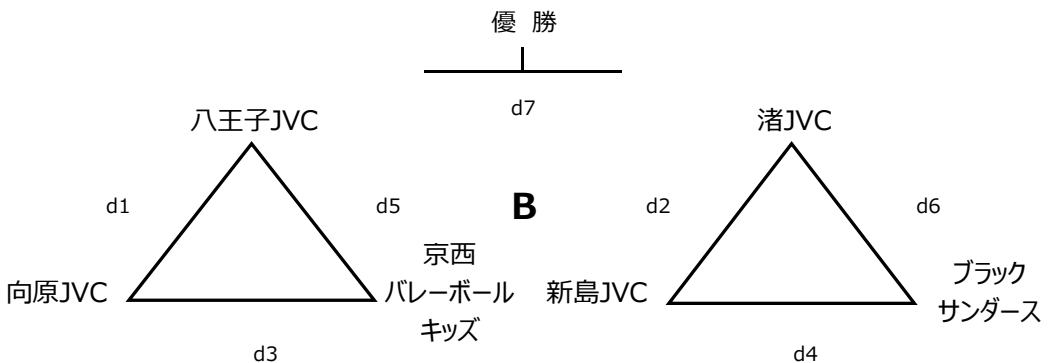 優 勝
d7
八王子JVC
渚JVC
d1
d5
B
d2
d6
向原JVC
京西
バレーボール
キッズ
新島JVC
ブラック
サンダース
d3
d4